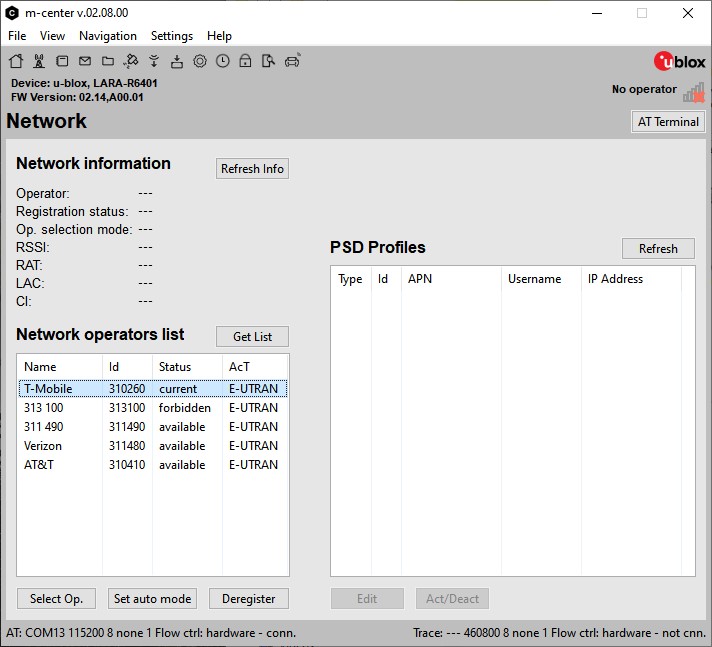 m-center v.02.08.00
File View Navigation Settings Help
ublox
Device: u-blox, LARA-R6401
FW Version: 02.14,A00.01
No operator
Network
AT Terminal
Network information
Refresh Info
Operator: ---
Registration status: ---
Op. selection mode: ---
RSSI: ---
RAT: ---
LAC: ---
CI: ---
Network operators list
Get List
Name Id Status AcT
T-Mobile 310260 current E-UTRAN
313 100 313100 forbidden E-UTRAN
311 490 311490 available E-UTRAN
Verizon 311480 available E-UTRAN
AT&T 310410 available E-UTRAN
Select Op. Set auto mode Deregister
PSD Profiles
Refresh
Type Id APN Username IP Address
Edit Act/Deact
AT: COM13 115200 8 none 1 Flow ctrl: hardware - conn.
Trace: --- 460800 8 none 1 Flow ctrl: hardware - not cnn.